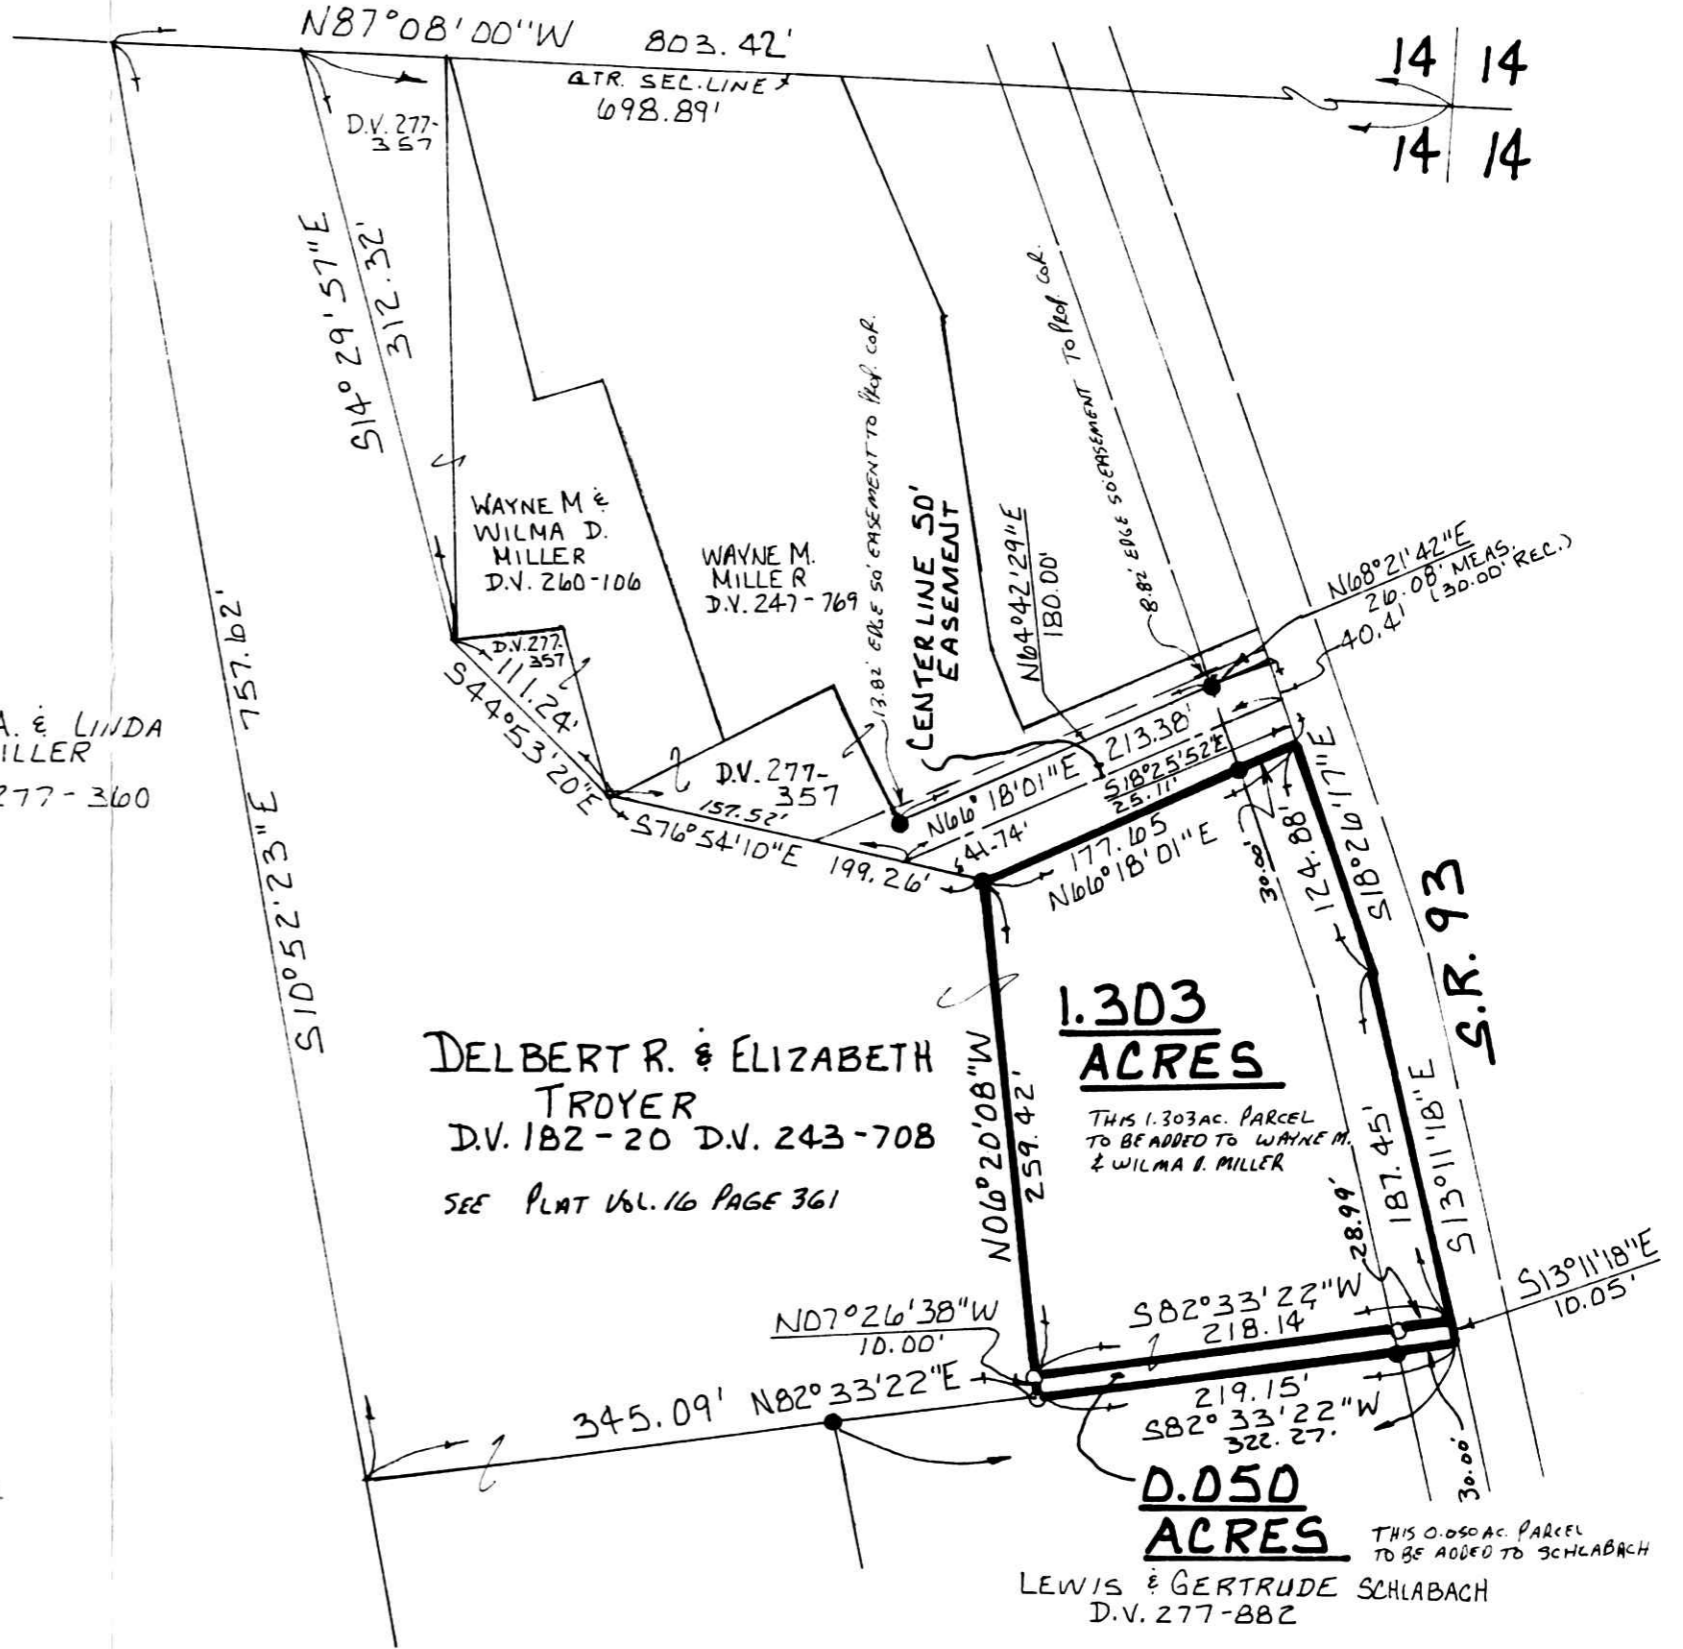 N87°08'00"W 803.42'
QTR. SEC. LINE
698.89'
14 14
14 14
D.V. 277-
357
S14°29'57"E
312.32'
757.62'
S10°52'23"E
A. & LINDA
ILLER
277-360
WAYNE M &
WILMA D.
MILLER
D.V. 260-106
WAYNE M.
MILLER
D.V. 247-769
13.82' EDGE 50' EASEMENT TO PROP. COR.
CENTERLINE 50'
EASEMENT
N64°42'29"E
180.00'
8.82' EDGE 50' EASEMENT TO PROP. COR.
N68°21'42"E
26.08' MEAS.
(30.00' REC.)
40.4'
D.V. 277-
357
111.24'
S44°53'20"E
D.V. 277-
357
157.52'
S76°54'10"E 199.26'
N66°18'01"E 213.38'
S18°25'52"E
25.11'
41.74'
177.65
N66°18'01"E
30.00'
124.88'
S18°26'17"E
S.R. 93
DELBERT R. & ELIZABETH
TROYER
D.V. 182-20 D.V. 243-708
SEE PLAT VOL. 16 PAGE 361
N06°20'08"W
259.42'
1.303
ACRES
THIS 1.303 AC. PARCEL
TO BE ADDED TO WAYNE M.
& WILMA D. MILLER
28.99'
187.45'
S13°11'18"E
S13°11'18"E
10.05'
N07°26'38"W
10.00'
S82°33'22"W
218.14
345.09' N82°33'22"E
219.15'
S82°33'22"W
322.27'
30.00'
0.050
ACRES
THIS 0.050 AC. PARCEL
TO BE ADDED TO SCHLABACH
LEWIS & GERTRUDE SCHLABACH
D.V. 277-882